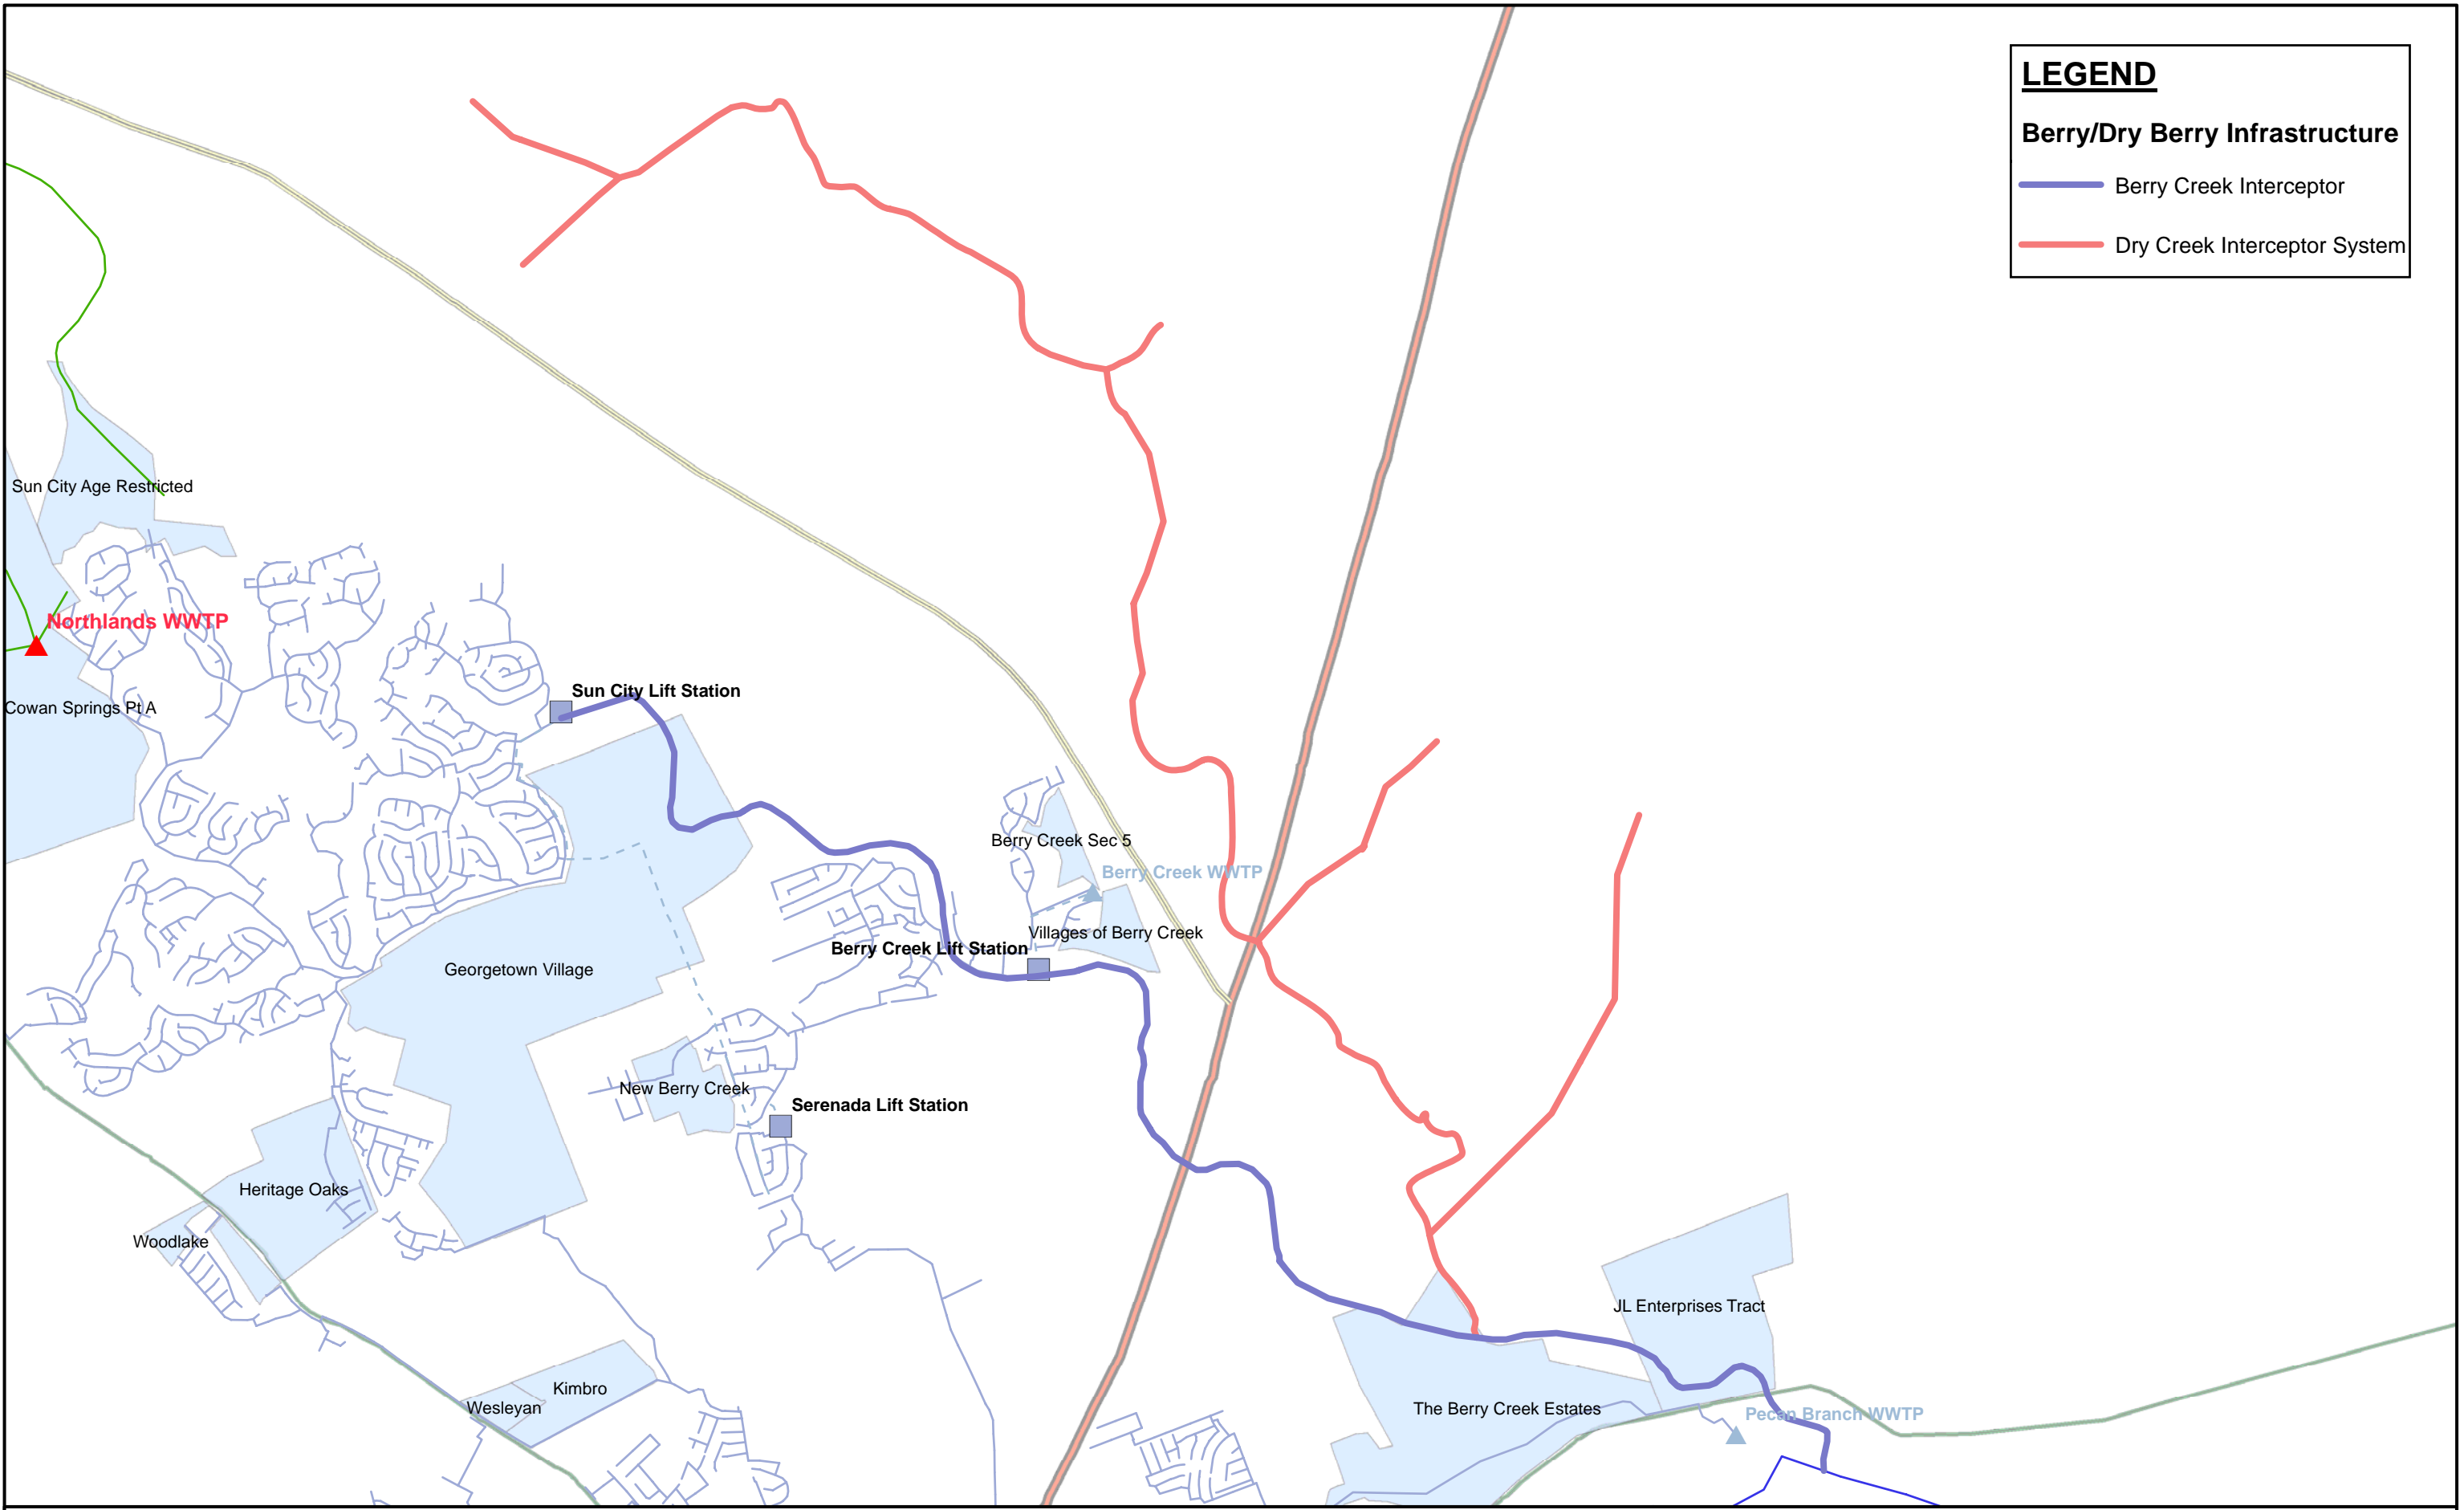 LEGEND
Berry/Dry Berry Infrastructure
Berry Creek Interceptor
Dry Creek Interceptor System
Sun City Age Restricted
Northlands WWTP
Sun City Lift Station
Cowan Springs Pt A
Berry Creek Sec 5
Berry Creek WWTP
Villages of Berry Creek
Berry Creek Lift Station
Georgetown Village
New Berry Creek
Serenada Lift Station
Heritage Oaks
Woodlake
JL Enterprises Tract
Kimbro
Wesleyan
The Berry Creek Estates
Pecan Branch WWTP